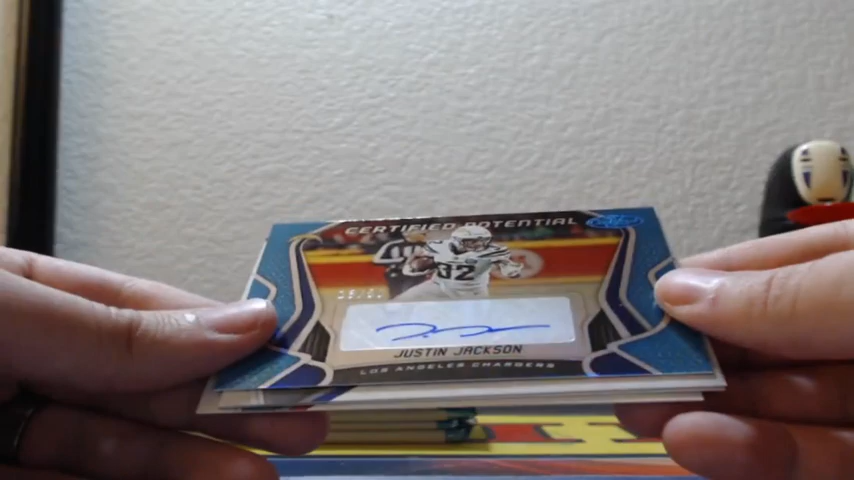 CERTIFIED POTENTIAL
32
JUSTIN JACKSON
LOS ANGELES CHARGERS